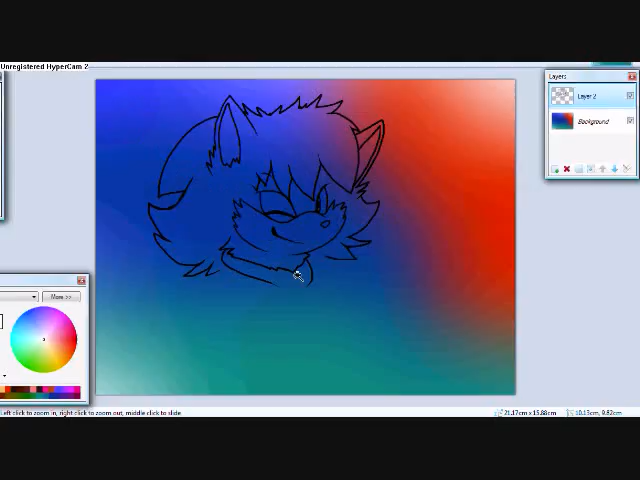 Unregistered HyperCam 2
Layers
Layer 2
Background
More >>
Left click to zoom in, right click to zoom out, middle click to slide
21.17cm x 15.88cm
10.13cm, 9.82cm